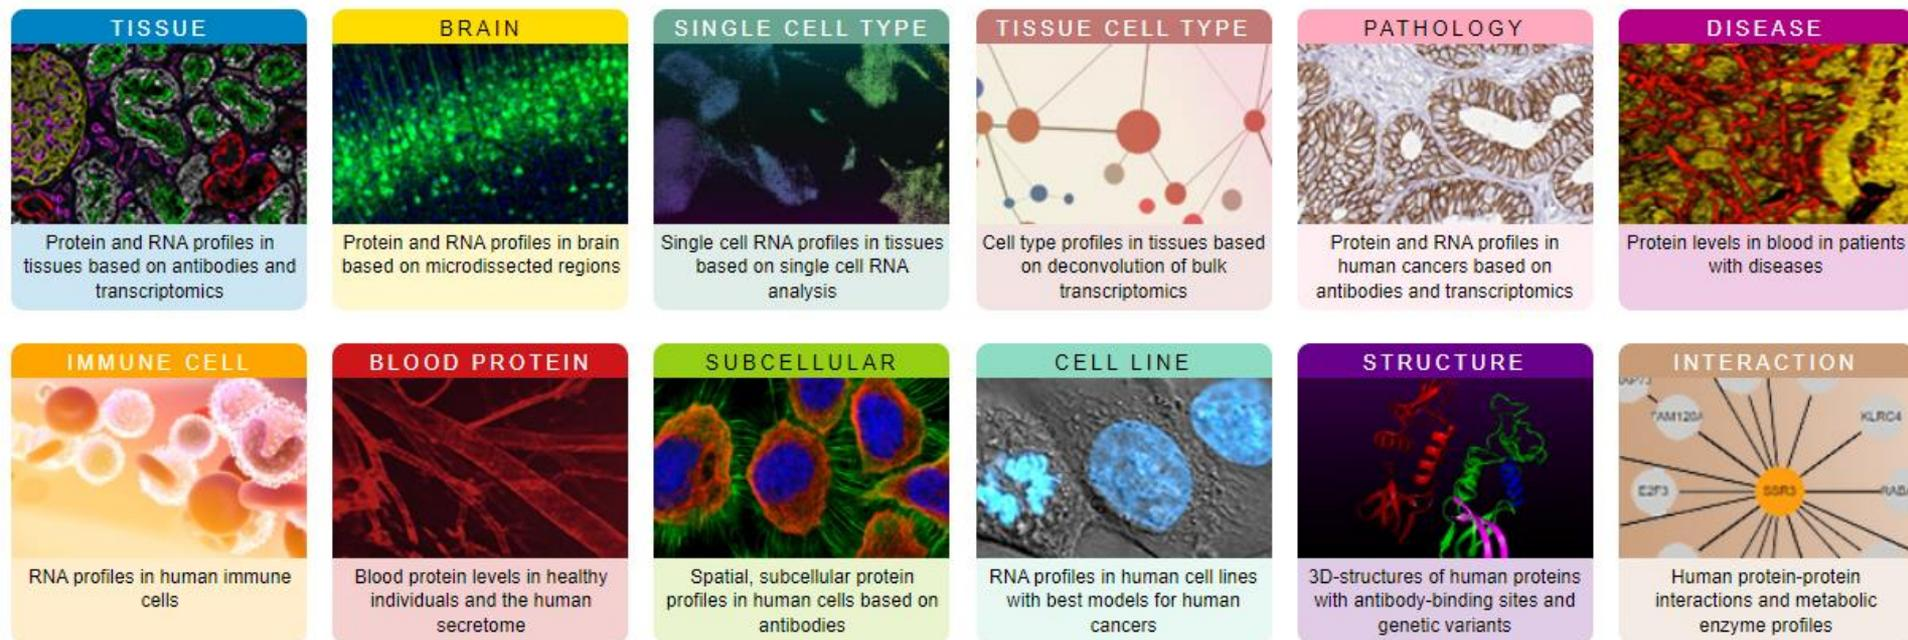 TISSUE
Protein and RNA profiles in
tissues based on antibodies and
transcriptomics
BRAIN
Protein and RNA profiles in brain
based on microdissected regions
SINGLE CELL TYPE
Single cell RNA profiles in tissues
based on single cell RNA
analysis
TISSUE CELL TYPE
Cell type profiles in tissues based
on deconvolution of bulk
transcriptomics
PATHOLOGY
Protein and RNA profiles in
human cancers based on
antibodies and transcriptomics
DISEASE
Protein levels in blood in patients
with diseases
IMMUNE CELL
RNA profiles in human immune
cells
BLOOD PROTEIN
Blood protein levels in healthy
individuals and the human
secretome
SUBCELLULAR
Spatial, subcellular protein
profiles in human cells based on
antibodies
CELL LINE
RNA profiles in human cell lines
with best models for human
cancers
STRUCTURE
3D-structures of human proteins
with antibody-binding sites and
genetic variants
INTERACTION
KLRC4
E2F3
SSR3
Human protein-protein
interactions and metabolic
enzyme profiles